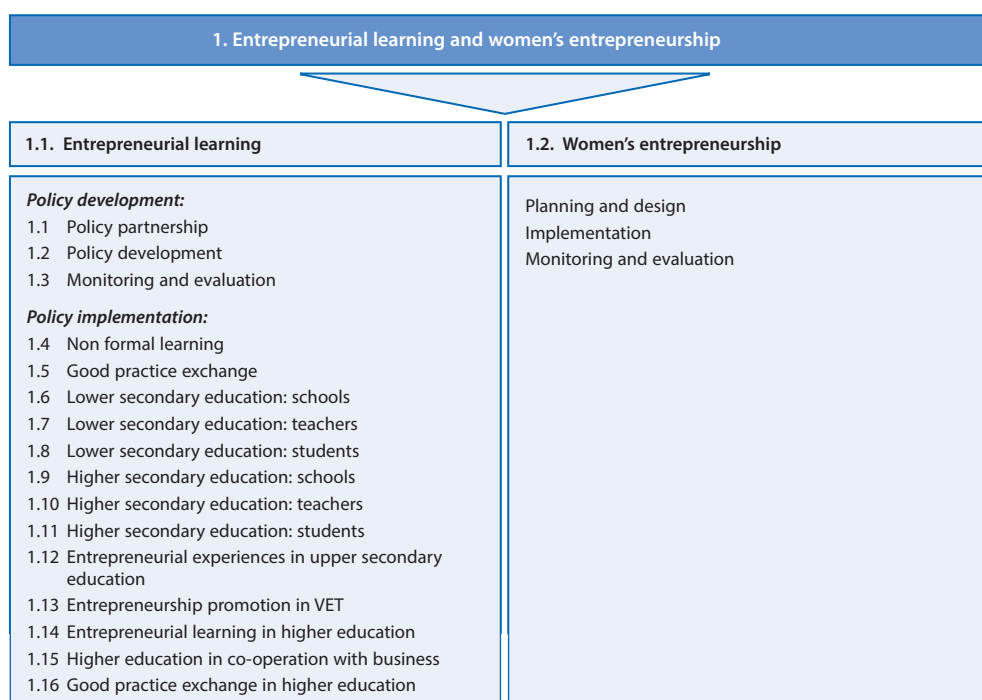 1. Entrepreneurial learning and women's entrepreneurship
1.1. Entrepreneurial learning
1.2. Women's entrepreneurship
Policy development:
1.1 Policy partnership
1.2 Policy development
1.3 Monitoring and evaluation
Policy implementation:
1.4 Non formal learning
1.5 Good practice exchange
1.6 Lower secondary education: schools
1.7 Lower secondary education: teachers
1.8 Lower secondary education: students
1.9 Higher secondary education: schools
1.10 Higher secondary education: teachers
1.11 Higher secondary education: students
1.12 Entrepreneurial experiences in upper secondary
education
1.13 Entrepreneurship promotion in VET
1.14 Entrepreneurial learning in higher education
1.15 Higher education in co-operation with business
1.16 Good practice exchange in higher education
Planning and design
Implementation
Monitoring and evaluation